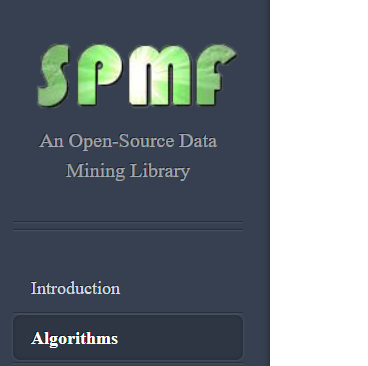 SPMF
An Open-Source Data
Mining Library
Introduction
Algorithms